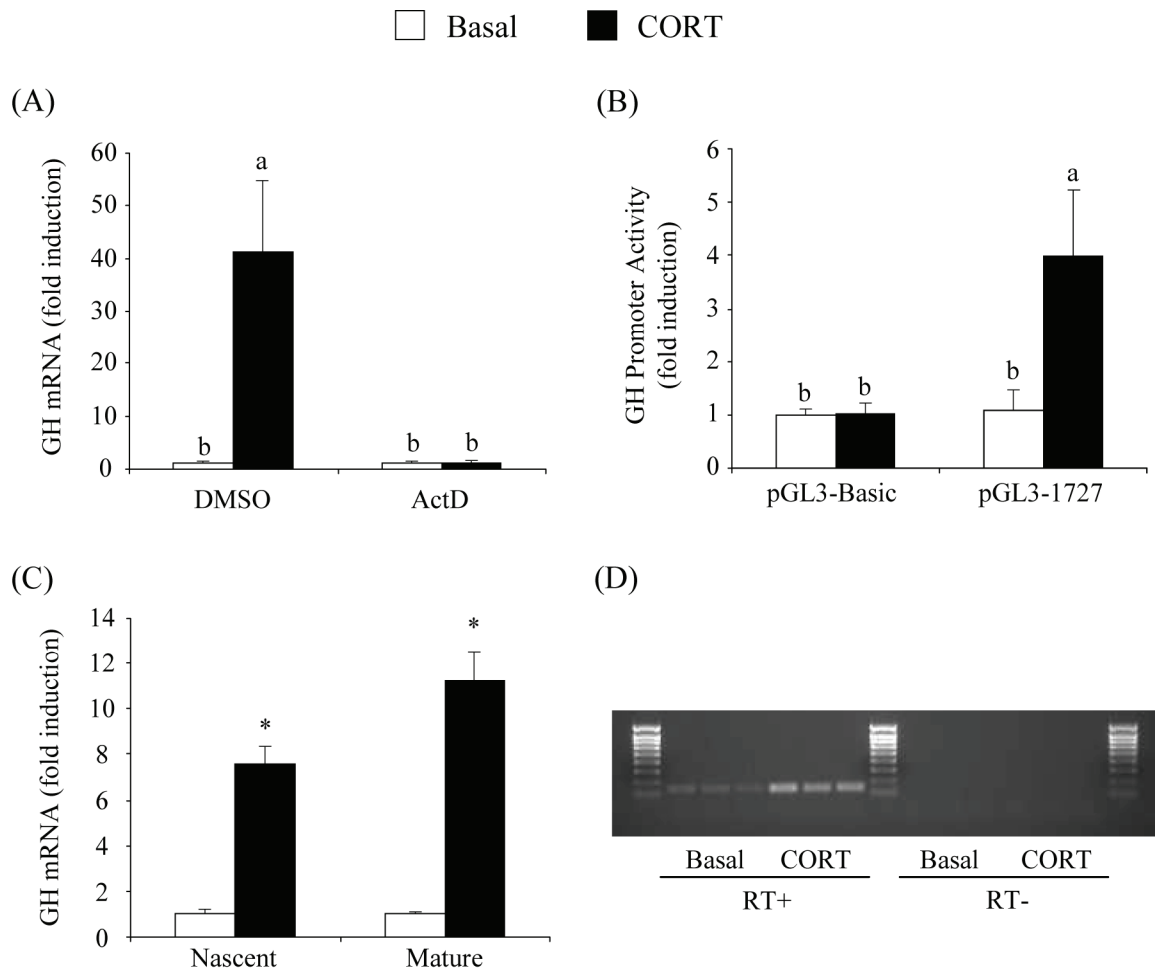 Basal CORT
(A)
GH mRNA (fold induction)
60
50
40
30
20
10
0
a
b
b b
DMSO ActD
(B)
GH Promoter Activity
(fold induction)
6
5
4
3
2
1
0
b b
b
a
pGL3-Basic pGL3-1727
(C)
GH mRNA (fold induction)
14
12
10
8
6
4
2
0
*
*
Nascent Mature
(D)
Basal CORT Basal CORT
RT+ RT-